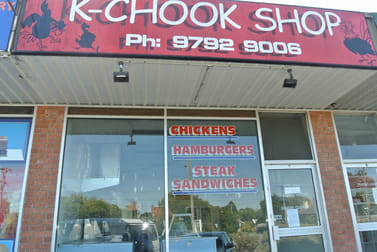 K-CHOOK SHOP
Ph: 9792 9006
CHICKENS
HAMBURGERS
STEAK
SANDWICHES